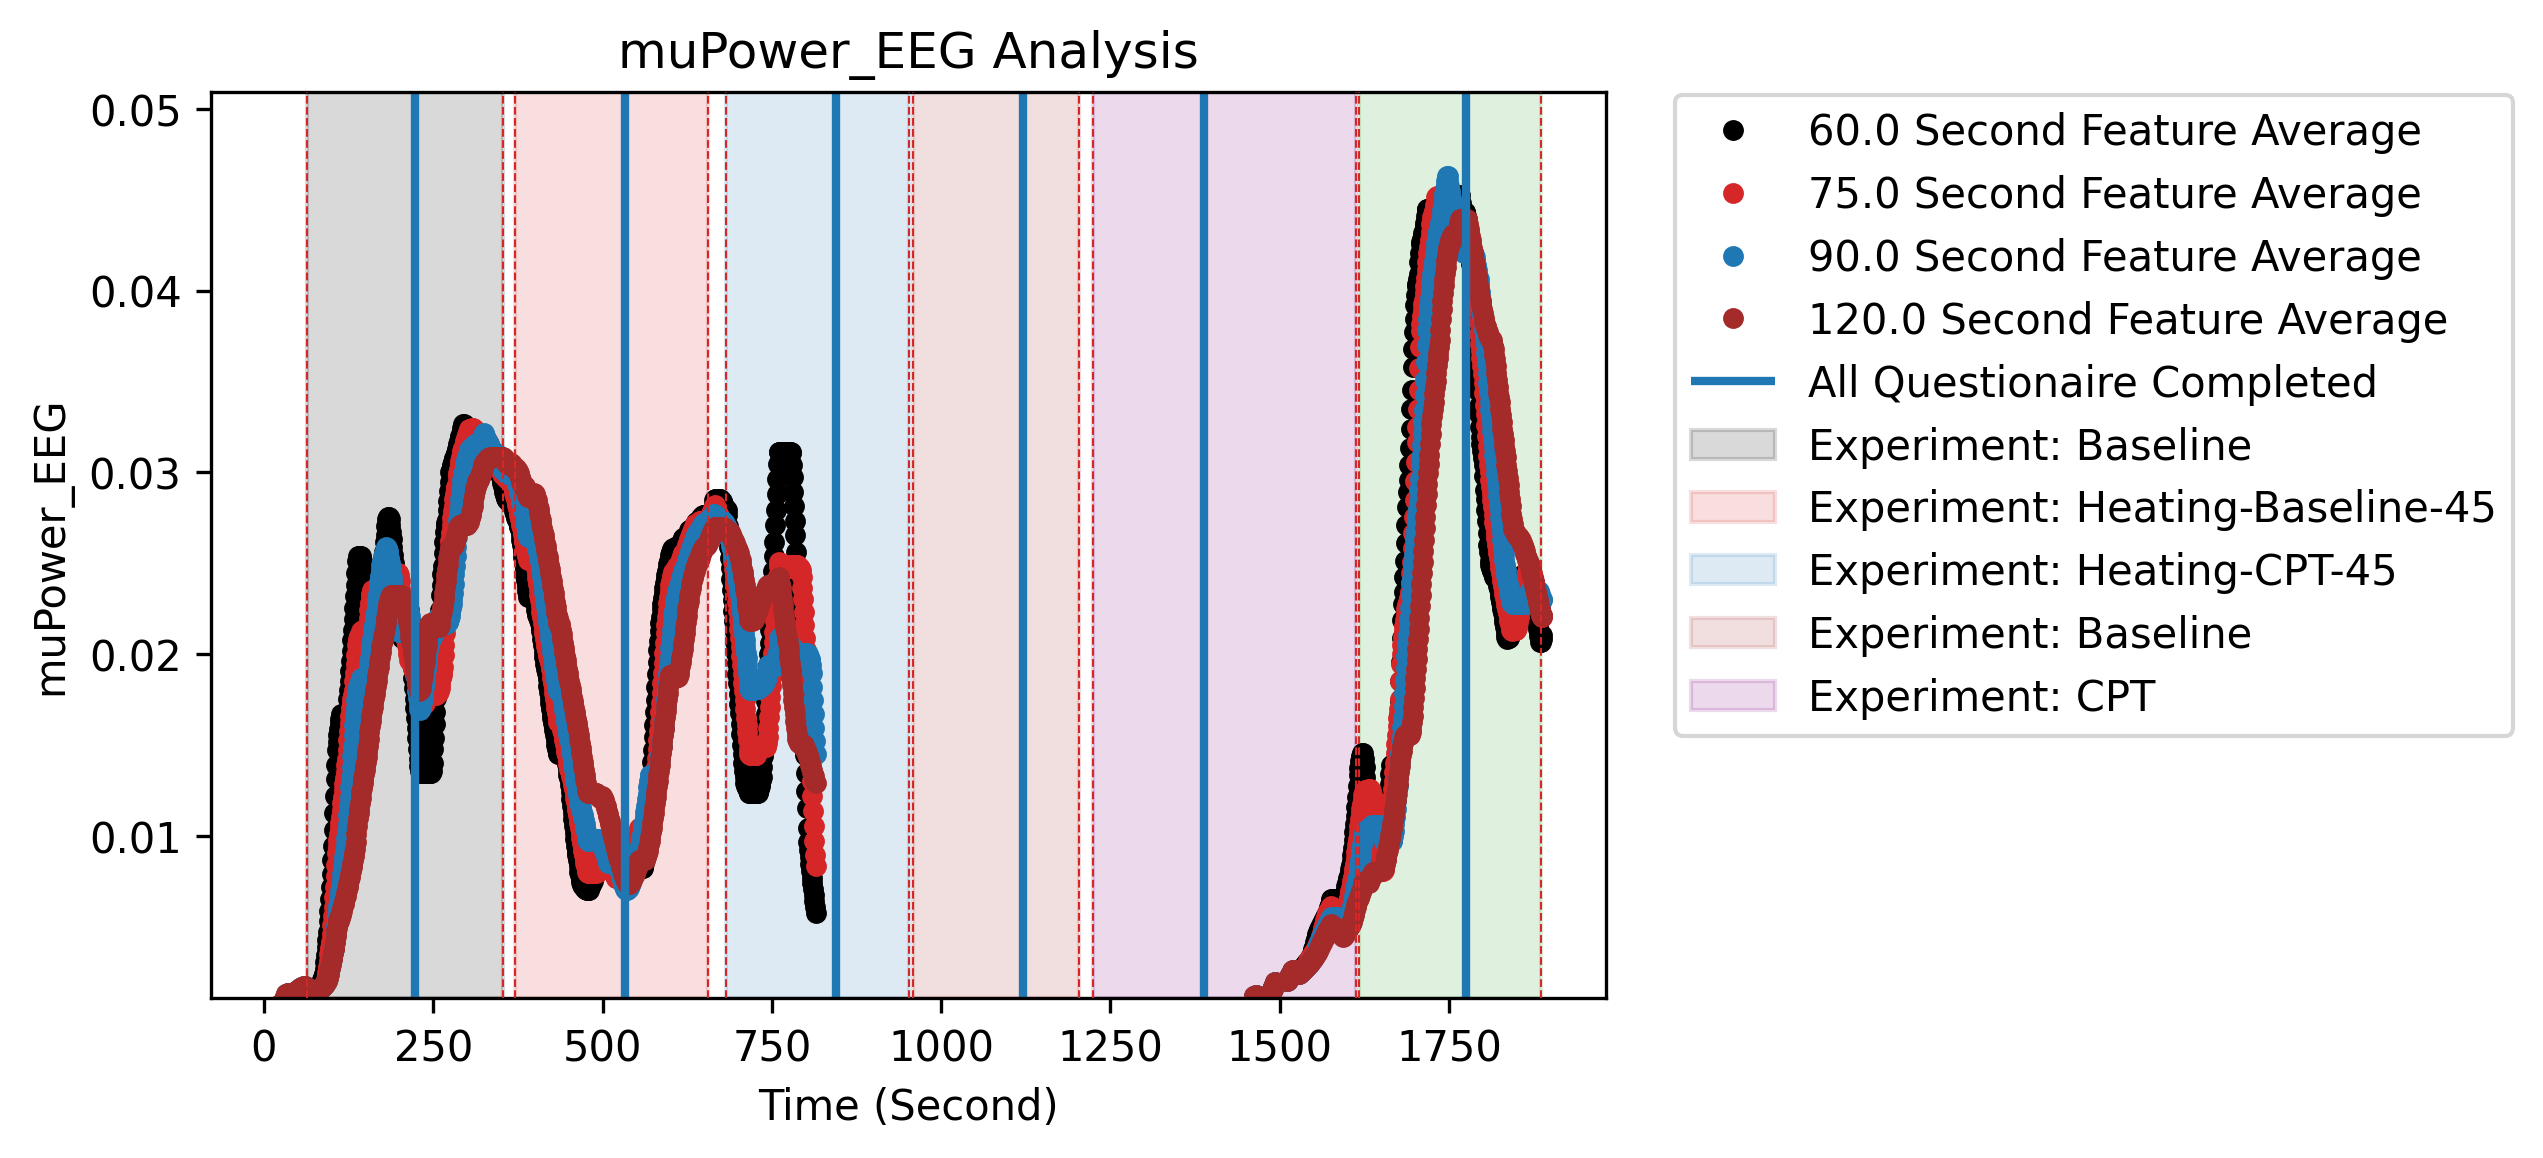 muPower_EEG Analysis
0.05
0.04
0.03
0.02
0.01
muPower_EEG
0 250 500 750 1000 1250 1500 1750
Time (Second)
60.0 Second Feature Average
75.0 Second Feature Average
90.0 Second Feature Average
120.0 Second Feature Average
All Questionaire Completed
Experiment: Baseline
Experiment: Heating-Baseline-45
Experiment: Heating-CPT-45
Experiment: Baseline
Experiment: CPT